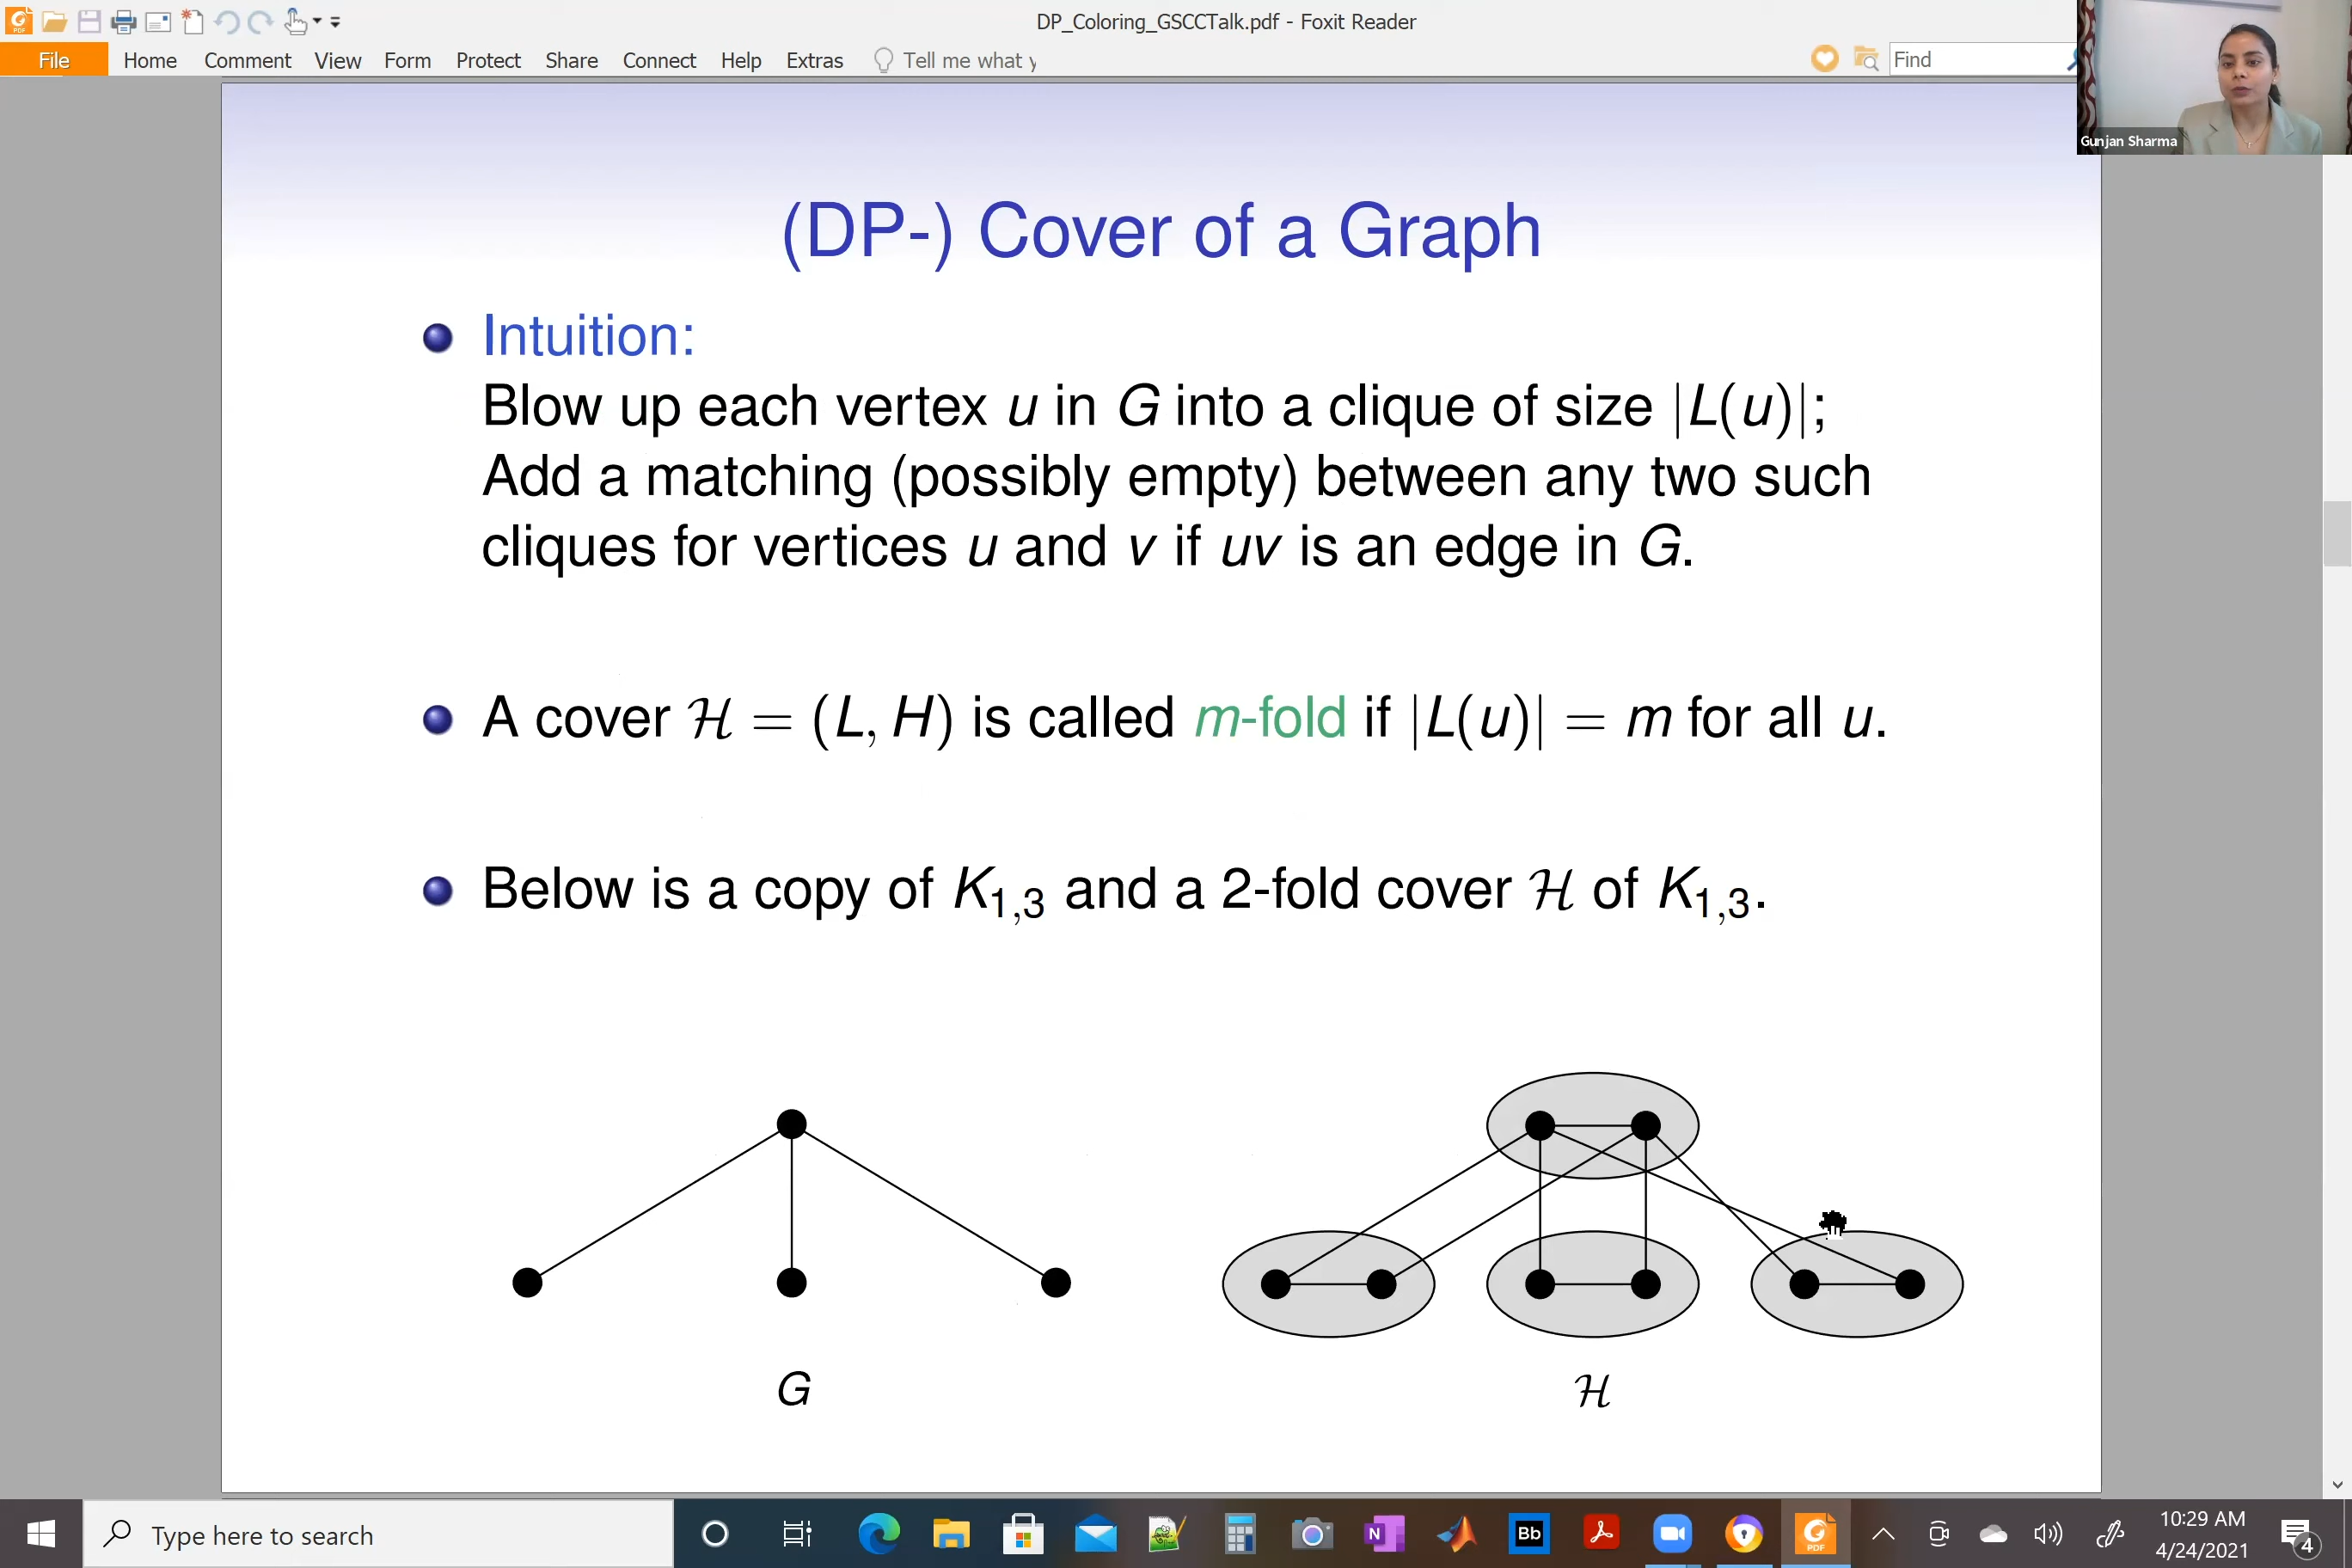 DP_Coloring_GSCCTalk.pdf - Foxit Reader
File Home Comment View Form Protect Share Connect Help Extras Tell me what y Find
Gunjan Sharma
(DP-) Cover of a Graph
Intuition:
Blow up each vertex u in G into a clique of size |L(u)|;
Add a matching (possibly empty) between any two such
cliques for vertices u and v if uv is an edge in G.
A cover ℋ = (L, H) is called m-fold if |L(u)| = m for all u.
Below is a copy of K₁,₃ and a 2-fold cover ℋ of K₁,₃.
G
ℋ
Type here to search
Bb
N
PDF
10:29 AM
4/24/2021
4